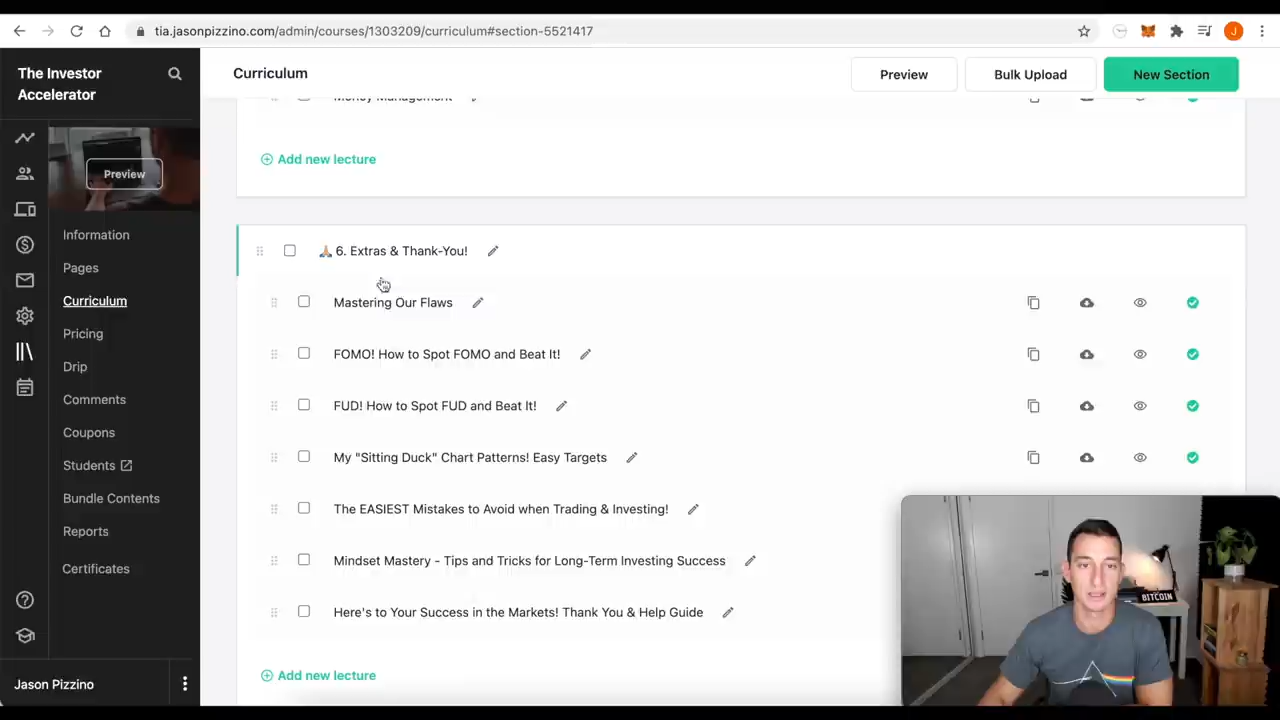 tia.jasonpizzino.com/admin/courses/1303209/curriculum#section-5521417
J
The Investor
Accelerator
Curriculum
Preview
Bulk Upload
New Section
Money Management
Add new lecture
Preview
Information
Pages
Curriculum
Pricing
Drip
Comments
Coupons
Students
Bundle Contents
Reports
Certificates
Jason Pizzino
🙏🏼 6. Extras & Thank-You!
Mastering Our Flaws
FOMO! How to Spot FOMO and Beat It!
FUD! How to Spot FUD and Beat It!
My "Sitting Duck" Chart Patterns! Easy Targets
The EASIEST Mistakes to Avoid when Trading & Investing!
Mindset Mastery - Tips and Tricks for Long-Term Investing Success
Here's to Your Success in the Markets! Thank You & Help Guide
Add new lecture
BITCOIN